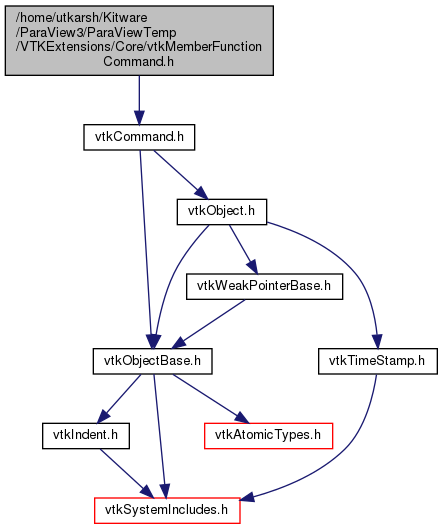 /home/utkarsh/Kitware
/ParaView3/ParaViewTemp
/VTKExtensions/Core/vtkMemberFunction
Command.h
vtkCommand.h
vtkObject.h
vtkWeakPointerBase.h
vtkObjectBase.h
vtkTimeStamp.h
vtkIndent.h
vtkAtomicTypes.h
vtkSystemIncludes.h